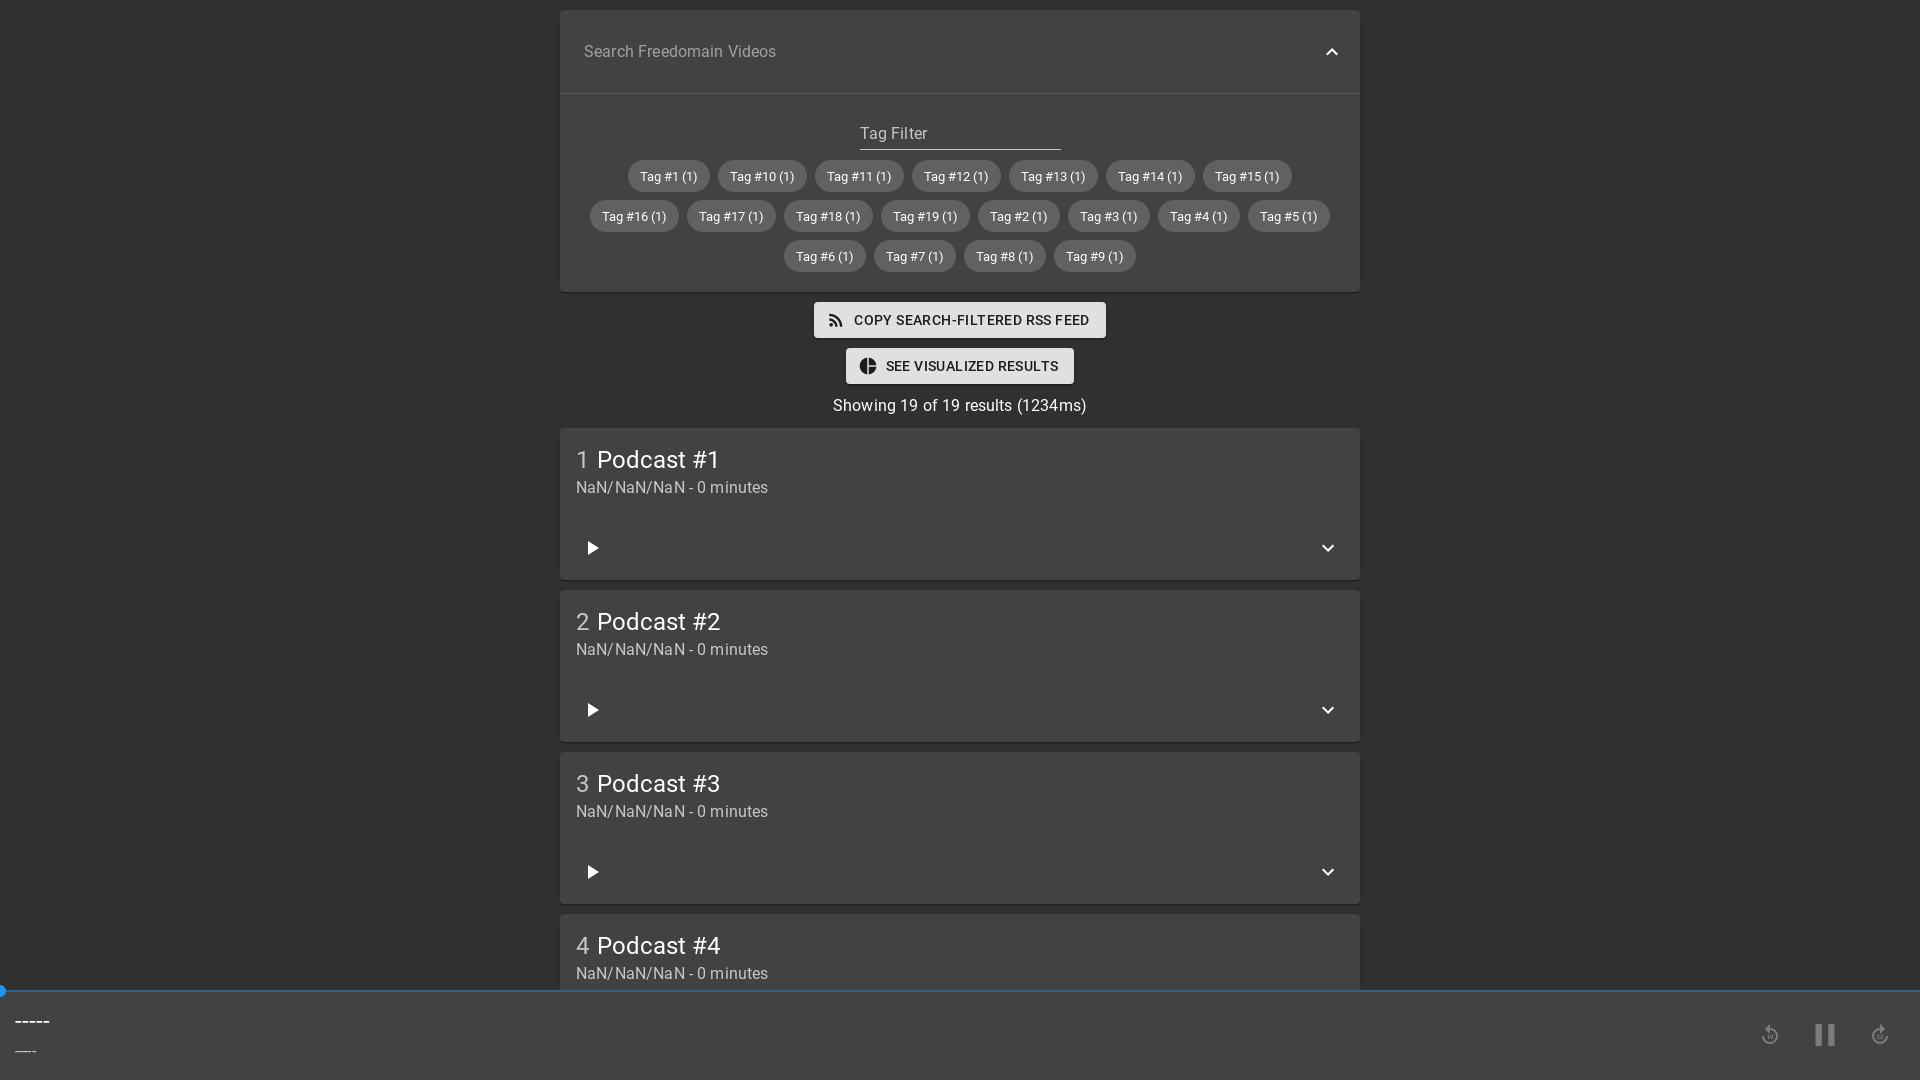 Search Freedomain Videos
Tag Filter
Tag #1 (1) Tag #10 (1) Tag #11 (1) Tag #12 (1) Tag #13 (1) Tag #14 (1) Tag #15 (1)
Tag #16 (1) Tag #17 (1) Tag #18 (1) Tag #19 (1) Tag #2 (1) Tag #3 (1) Tag #4 (1) Tag #5 (1)
Tag #6 (1) Tag #7 (1) Tag #8 (1) Tag #9 (1)
COPY SEARCH-FILTERED RSS FEED
SEE VISUALIZED RESULTS
Showing 19 of 19 results (1234ms)
1 Podcast #1
NaN/NaN/NaN - 0 minutes
2 Podcast #2
NaN/NaN/NaN - 0 minutes
3 Podcast #3
NaN/NaN/NaN - 0 minutes
4 Podcast #4
NaN/NaN/NaN - 0 minutes
-----
-----